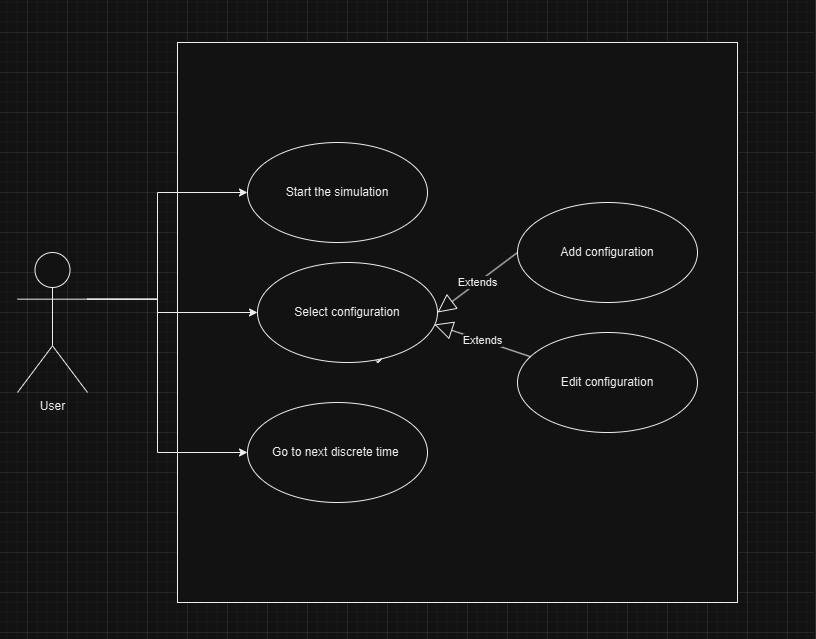 Start the simulation
Add configuration
Extends
Select configuration
Extends
Edit configuration
User
Go to next discrete time